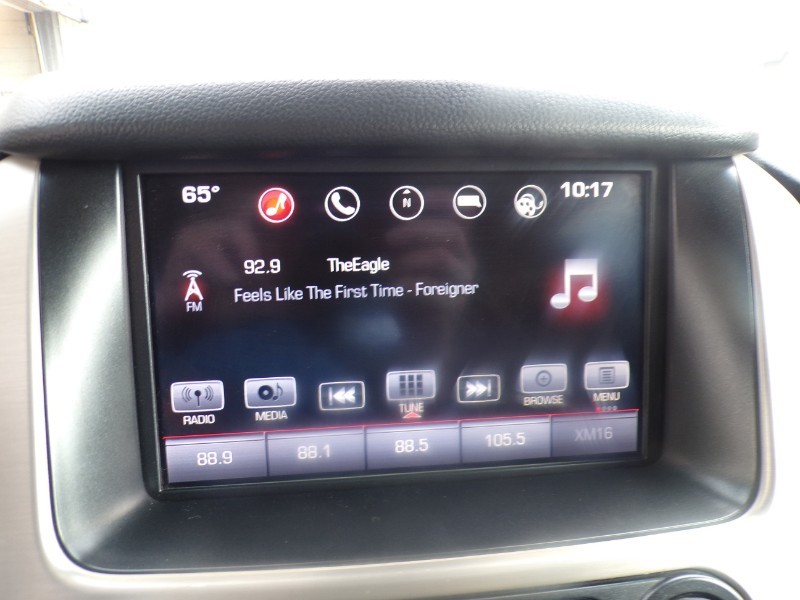 65° N 10:17
92.9 TheEagle
FM Feels Like The First Time - Foreigner
RADIO MEDIA TUNE BROWSE MENU
88.9 88.1 88.5 105.5 XM16